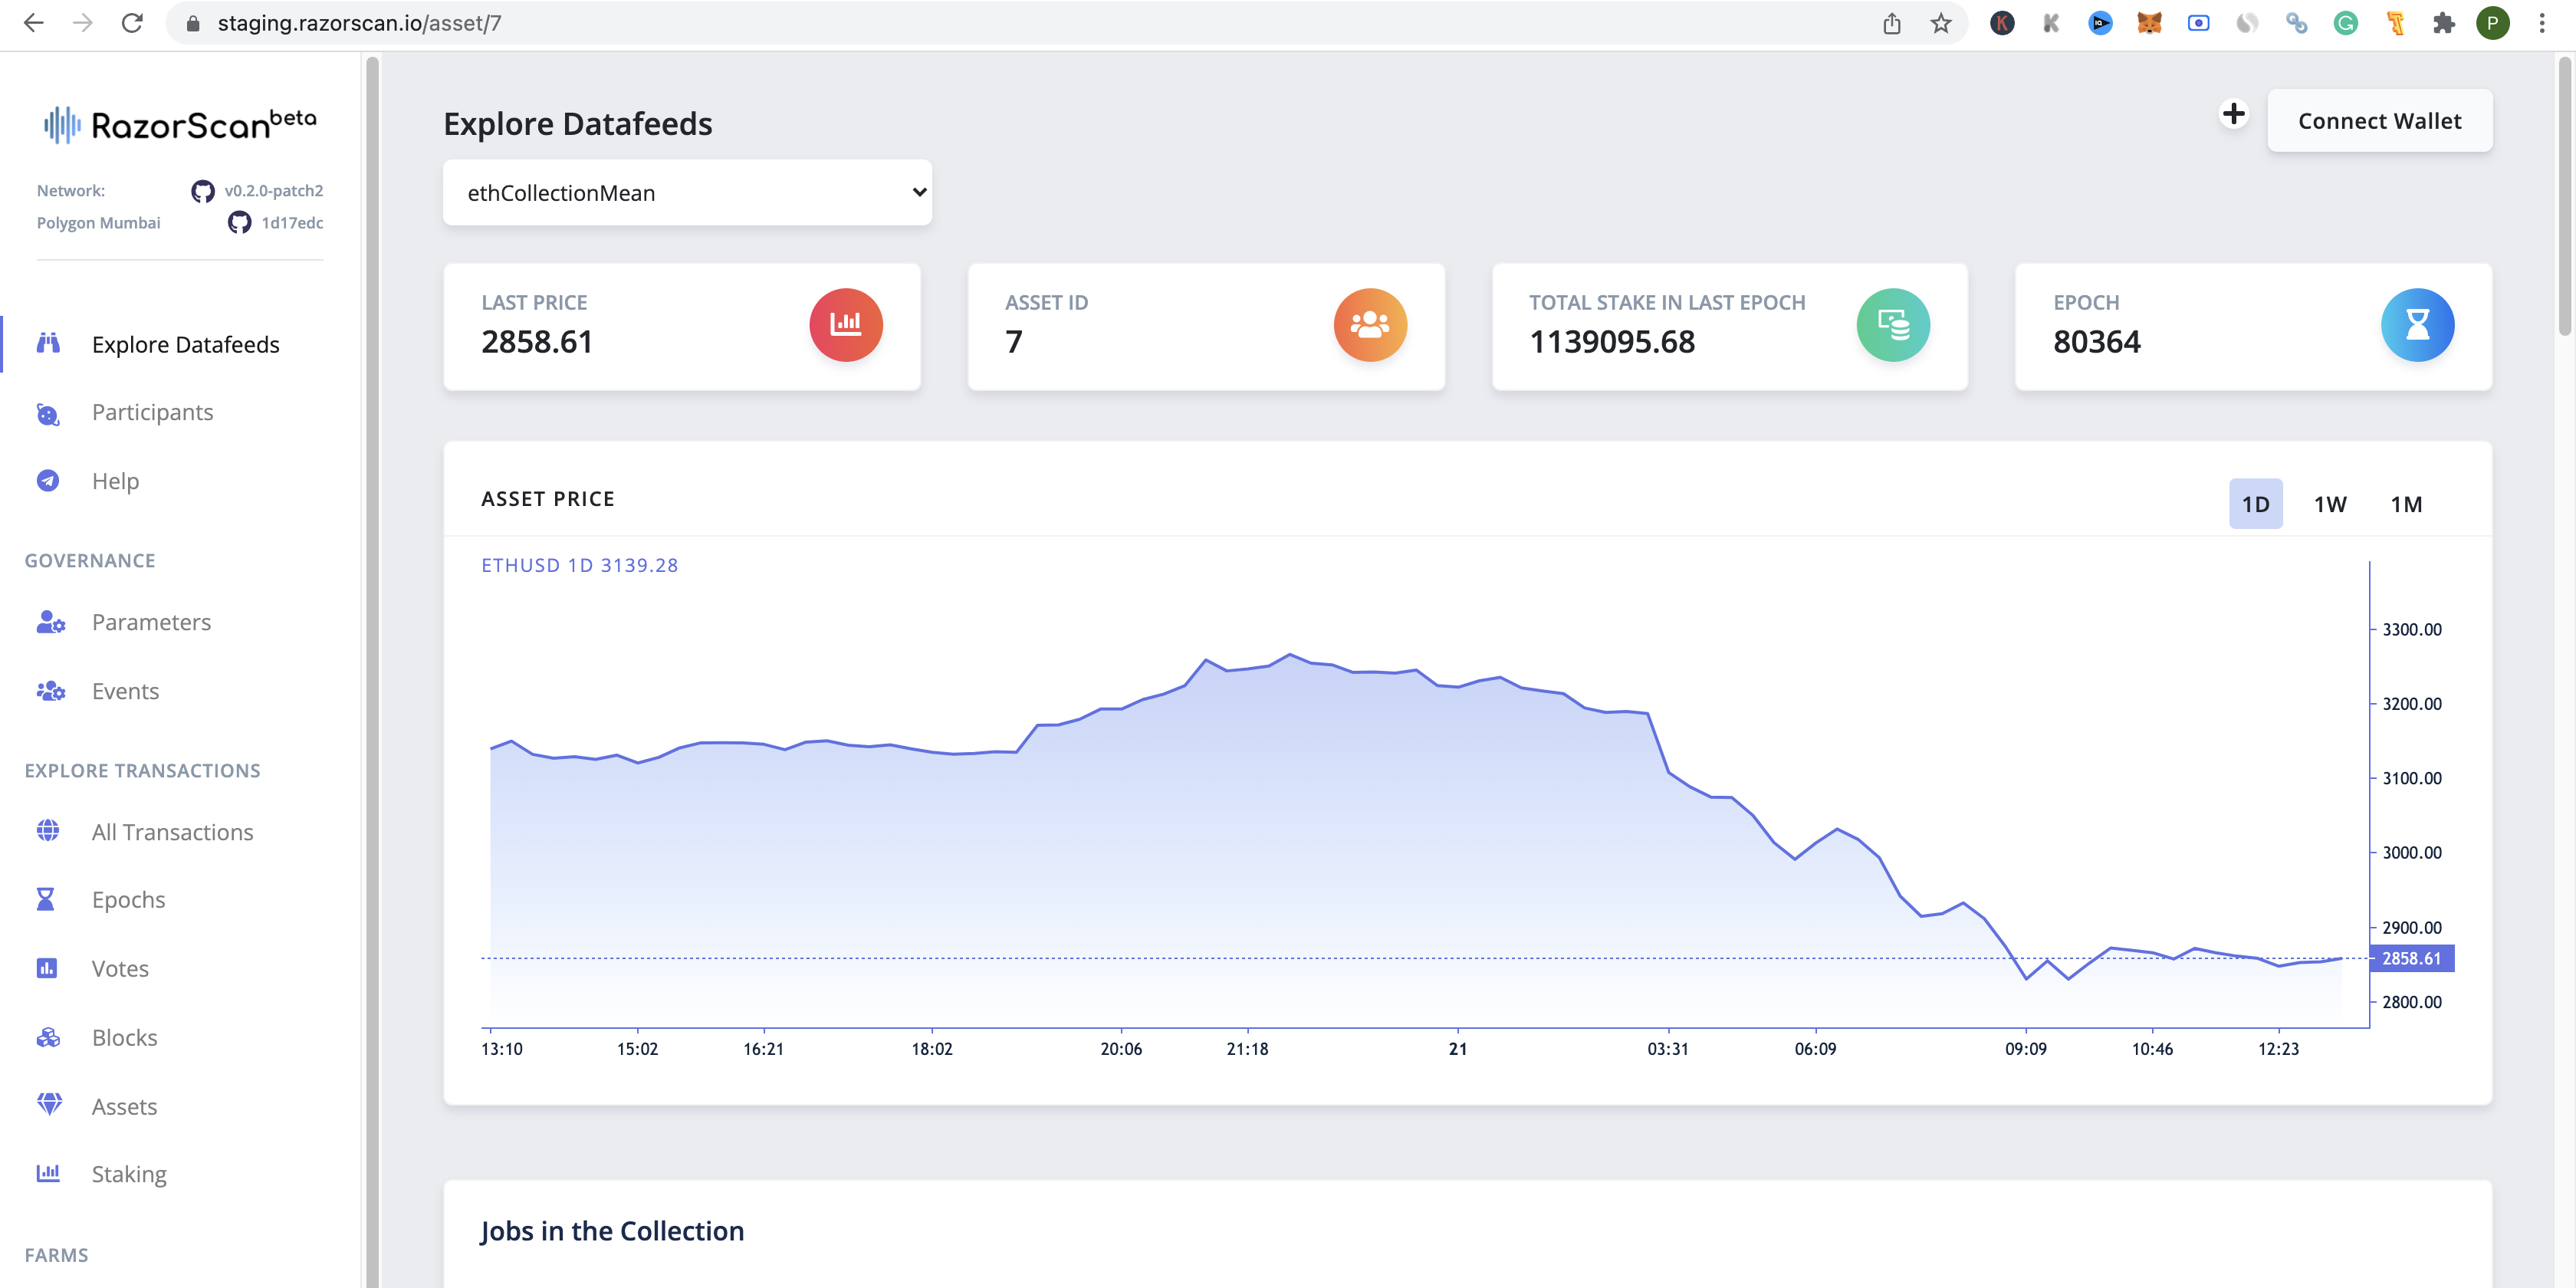 staging.razorscan.io/asset/7
P
RazorScan beta
Network:
v0.2.0-patch2
Polygon Mumbai
1d17edc
Explore Datafeeds
Participants
Help
GOVERNANCE
Parameters
Events
EXPLORE TRANSACTIONS
All Transactions
Epochs
Votes
Blocks
Assets
Staking
FARMS
Explore Datafeeds
Connect Wallet
ethCollectionMean
LAST PRICE
2858.61
ASSET ID
7
TOTAL STAKE IN LAST EPOCH
1139095.68
EPOCH
80364
ASSET PRICE
1D 1W 1M
ETHUSD 1D 3139.28
3300.00
3200.00
3100.00
3000.00
2900.00
2858.61
2800.00
13:10 15:02 16:21 18:02 20:06 21:18 21 03:31 06:09 09:09 10:46 12:23
Jobs in the Collection